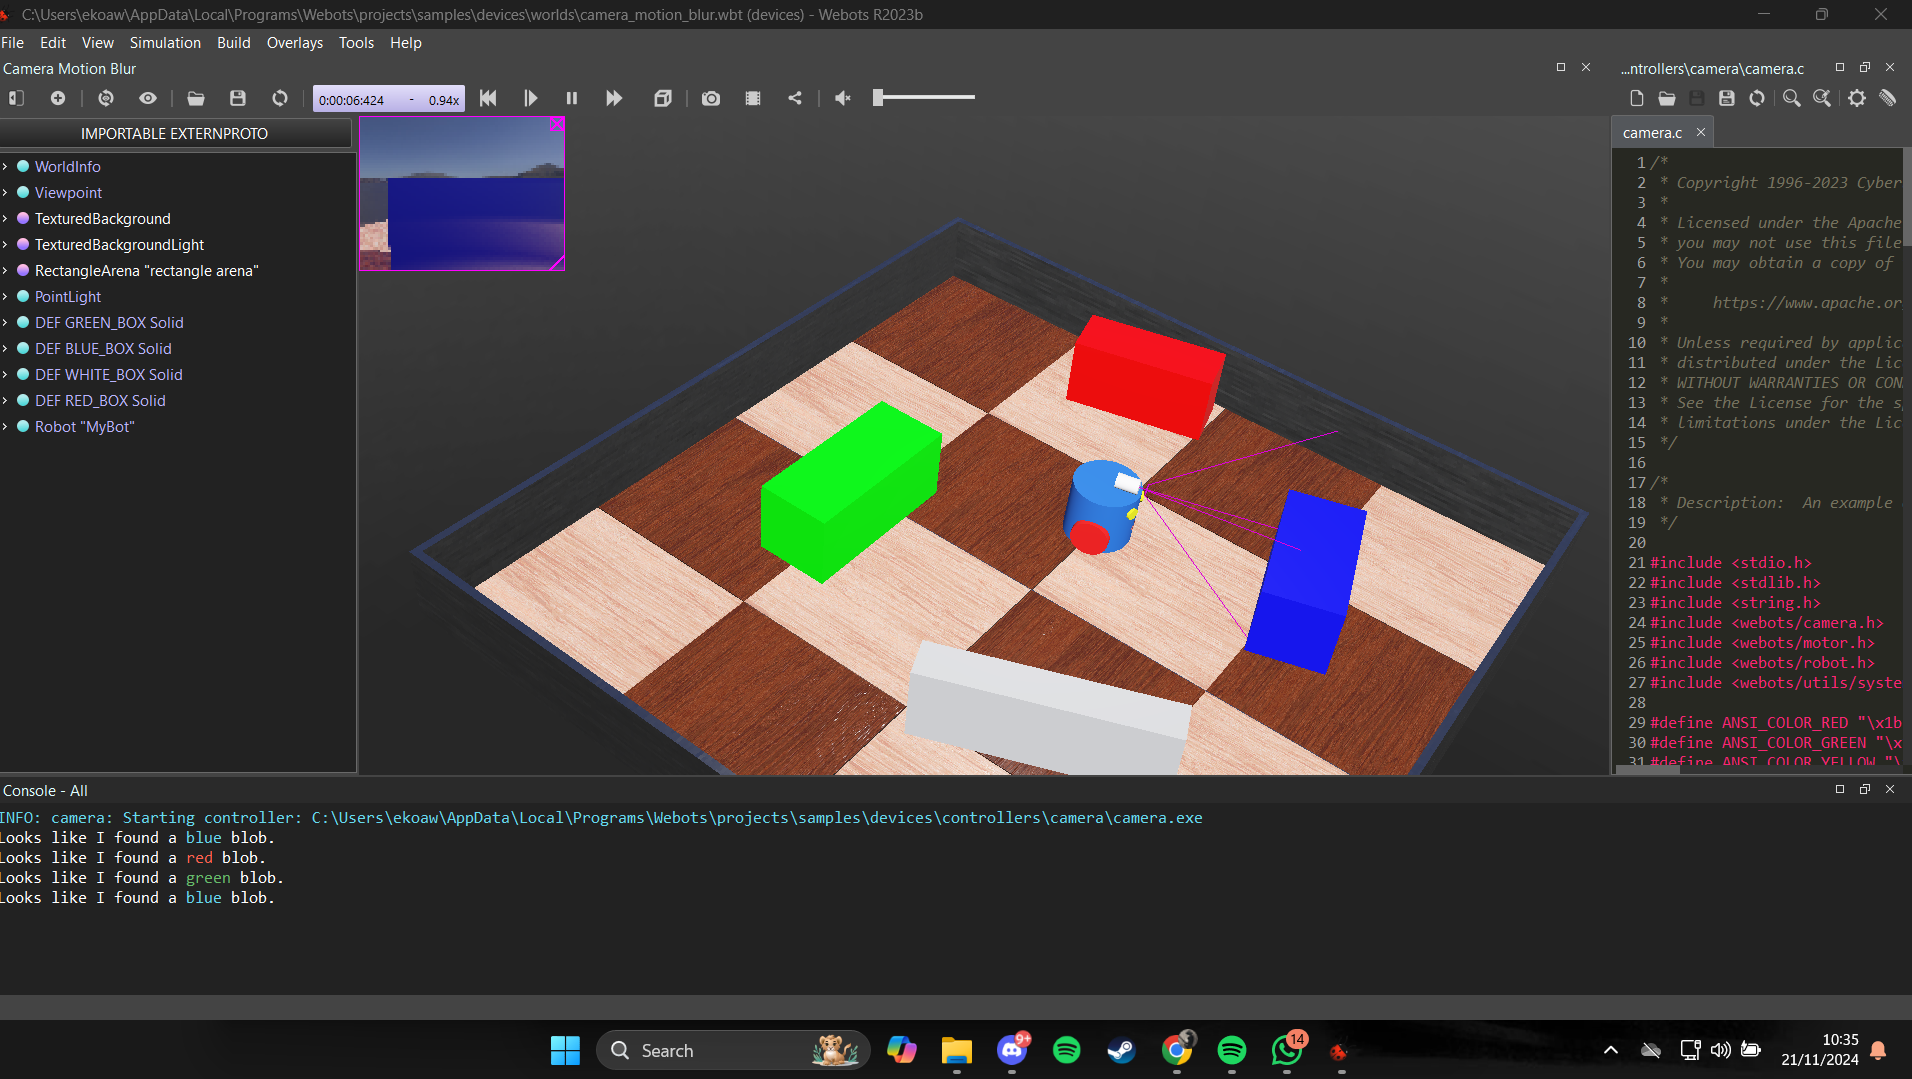 C:\Users\ekoaw\AppData\Local\Programs\Webots\projects\samples\devices\worlds\camera_motion_blur.wbt (devices) - Webots R2023b
File Edit View Simulation Build Overlays Tools Help
Camera Motion Blur
...ntrollers\camera\camera.c
0:00:06:424 - 0.94x
IMPORTABLE EXTERNPROTO
WorldInfo
Viewpoint
TexturedBackground
TexturedBackgroundLight
RectangleArena "rectangle arena"
PointLight
DEF GREEN_BOX Solid
DEF BLUE_BOX Solid
DEF WHITE_BOX Solid
DEF RED_BOX Solid
Robot "MyBot"
camera.c
1 /*
2 * Copyright 1996-2023 Cyber
3 *
4 * Licensed under the Apache
5 * you may not use this file
6 * You may obtain a copy of
7 *
8 * https://www.apache.or
9 *
10 * Unless required by applic
11 * distributed under the Lic
12 * WITHOUT WARRANTIES OR CON
13 * See the License for the s
14 * limitations under the Lic
15 */
16
17 /*
18 * Description: An example
19 */
20
21 #include <stdio.h>
22 #include <stdlib.h>
23 #include <string.h>
24 #include <webots/camera.h>
25 #include <webots/motor.h>
26 #include <webots/robot.h>
27 #include <webots/utils/syste
28
29 #define ANSI_COLOR_RED "\x1b
30 #define ANSI_COLOR_GREEN "\x
31 #define ANSI_COLOR_YELLOW "\
Console - All
INFO: camera: Starting controller: C:\Users\ekoaw\AppData\Local\Programs\Webots\projects\samples\devices\controllers\camera\camera.exe
Looks like I found a blue blob.
Looks like I found a red blob.
Looks like I found a green blob.
Looks like I found a blue blob.
Search
9+
14
10:35
21/11/2024